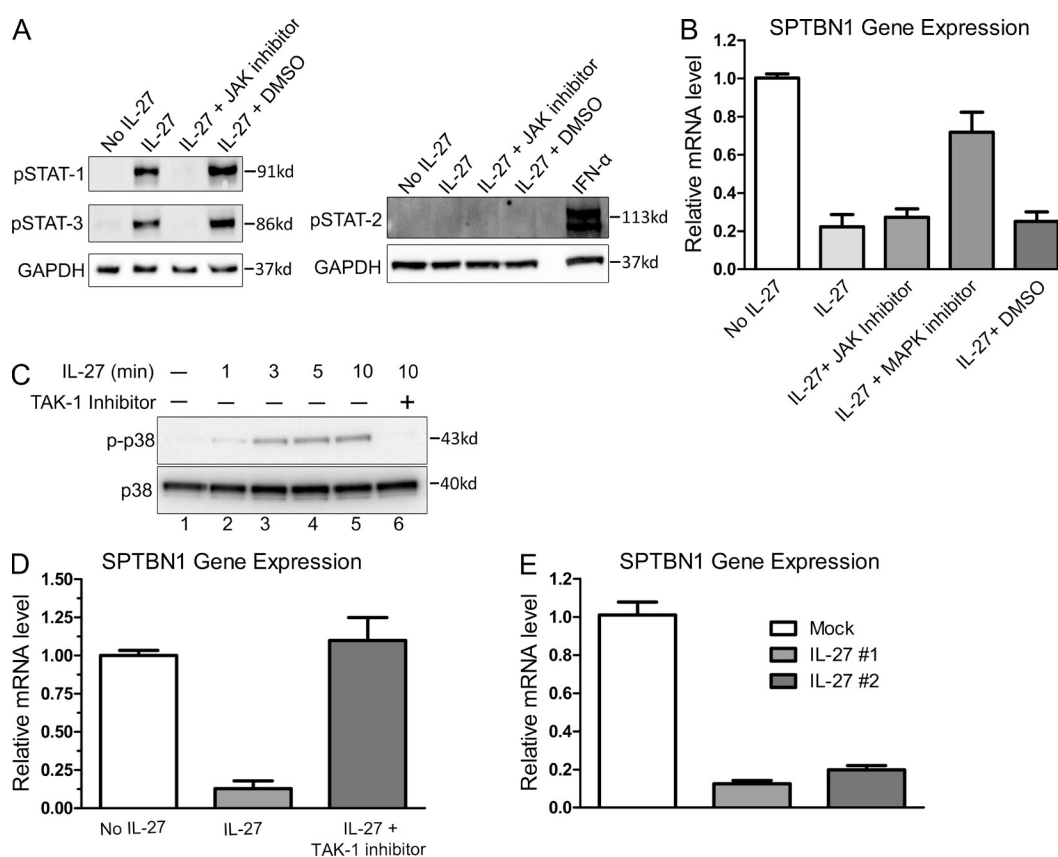 A
No IL-27
IL-27
IL-27 + JAK inhibitor
IL-27 + DMSO
pSTAT-1
91kd
pSTAT-3
86kd
GAPDH
37kd
No IL-27
IL-27
IL-27 + JAK inhibitor
IL-27 + DMSO
IFN-α
pSTAT-2
113kd
GAPDH
37kd
B
SPTBN1 Gene Expression
Relative mRNA level
1.2
1.0
0.8
0.6
0.4
0.2
0.0
No IL-27
IL-27
IL-27+ JAK Inhibitor
IL-27 + MAPK inhibitor
IL-27+ DMSO
C
IL-27 (min) — 1 3 5 10 10
TAK-1 Inhibitor — — — — — +
p-p38
43kd
p38
40kd
1 2 3 4 5 6
D
SPTBN1 Gene Expression
Relative mRNA level
1.50
1.25
1.00
0.75
0.50
0.25
0.00
No IL-27
IL-27
IL-27 +
TAK-1 inhibitor
E
SPTBN1 Gene Expression
Relative mRNA level
1.2
1.0
0.8
0.6
0.4
0.2
0.0
Mock
IL-27 #1
IL-27 #2